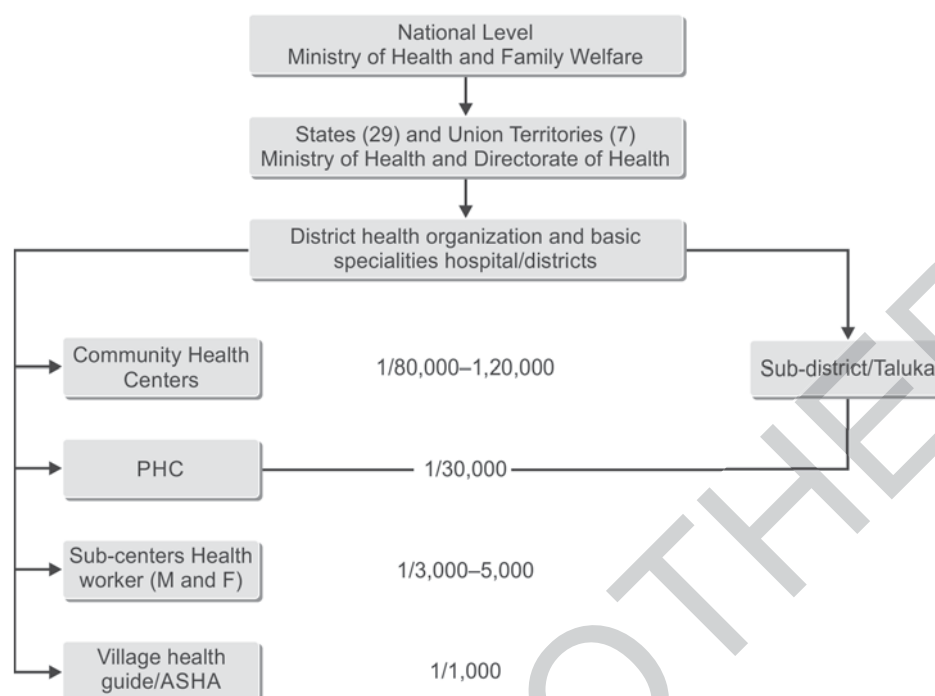 National Level
Ministry of Health and Family Welfare
States (29) and Union Territories (7)
Ministry of Health and Directorate of Health
District health organization and basic
specialities hospital/districts
Community Health
Centers
1/80,000–1,20,000
Sub-district/Taluka
PHC
1/30,000
Sub-centers Health
worker (M and F)
1/3,000–5,000
Village health
guide/ASHA
1/1,000
OTHE